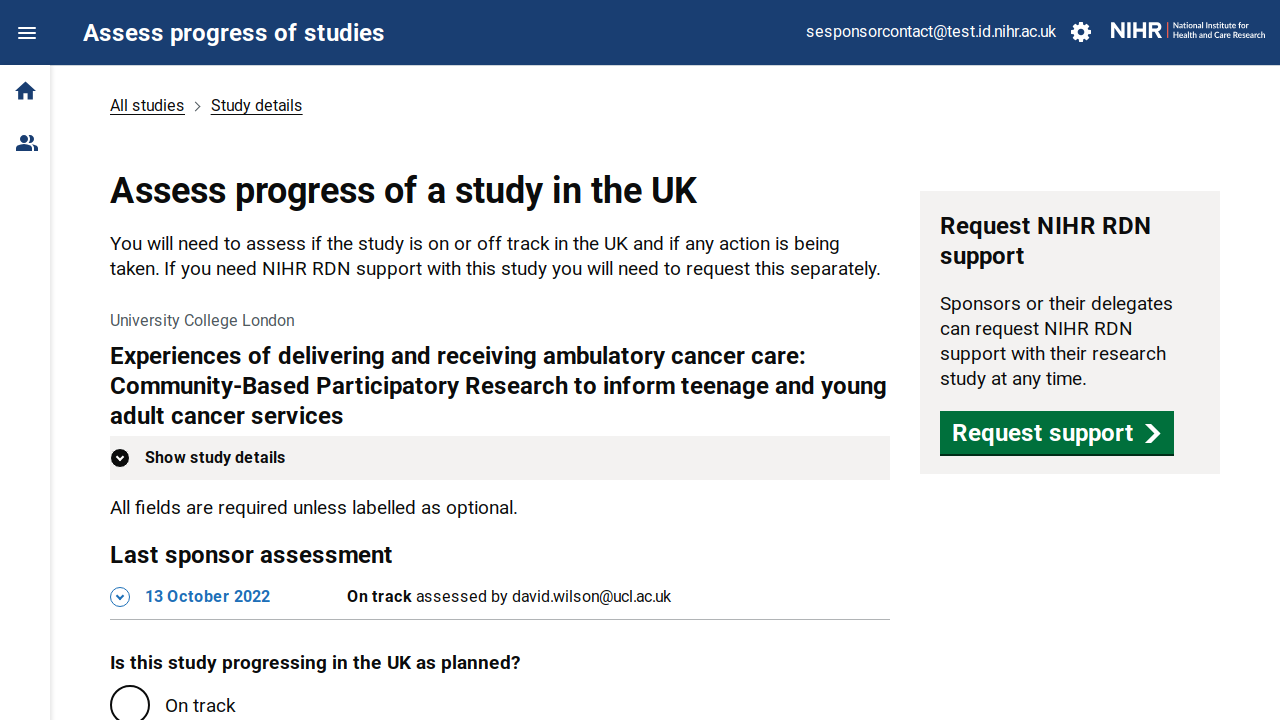 Assess progress of studies
sesponsorcontact@test.id.nihr.ac.uk
NIHR
National Institute for
Health and Care Research
All studies
Study details
Assess progress of a study in the UK
You will need to assess if the study is on or off track in the UK and if any action is being
taken. If you need NIHR RDN support with this study you will need to request this separately.
University College London
Experiences of delivering and receiving ambulatory cancer care:
Community-Based Participatory Research to inform teenage and young
adult cancer services
Show study details
All fields are required unless labelled as optional.
Last sponsor assessment
13 October 2022
On track assessed by david.wilson@ucl.ac.uk
Is this study progressing in the UK as planned?
On track
Request NIHR RDN
support
Sponsors or their delegates
can request NIHR RDN
support with their research
study at any time.
Request support